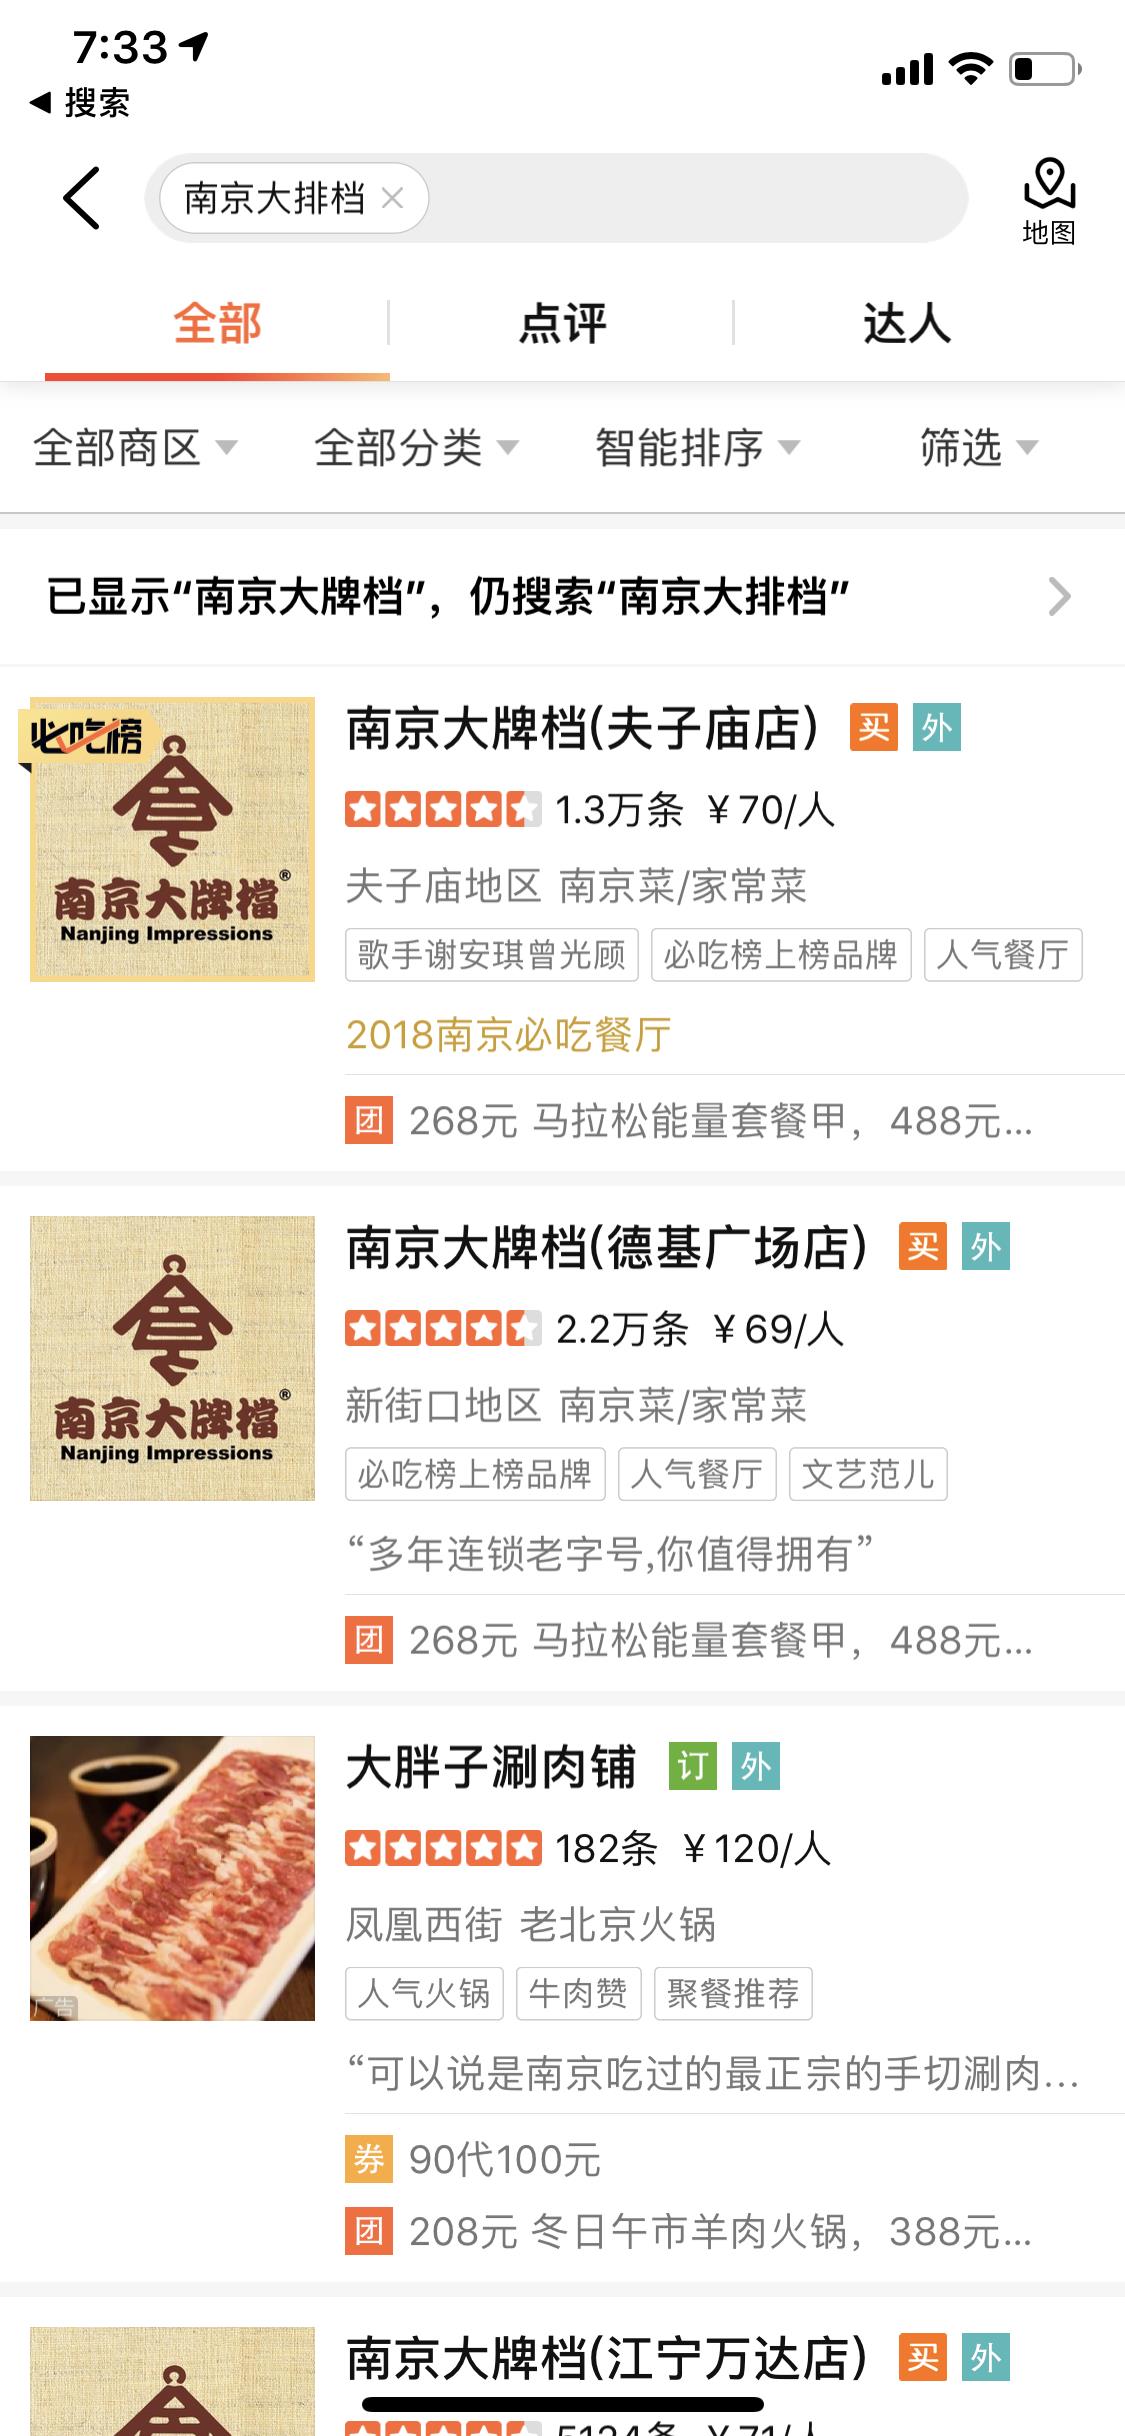 7:33
搜索
南京大排档
地图
全部 点评 达人
全部商区 全部分类 智能排序 筛选
已显示“南京大牌档”，仍搜索“南京大排档”
必吃榜
南京大牌檔®
Nanjing Impressions
南京大牌档(夫子庙店) 买 外
1.3万条 ¥70/人
夫子庙地区 南京菜/家常菜
歌手谢安琪曾光顾 必吃榜上榜品牌 人气餐厅
2018南京必吃餐厅
团 268元 马拉松能量套餐甲，488元...
南京大牌檔®
Nanjing Impressions
南京大牌档(德基广场店) 买 外
2.2万条 ¥69/人
新街口地区 南京菜/家常菜
必吃榜上榜品牌 人气餐厅 文艺范儿
“多年连锁老字号,你值得拥有”
团 268元 马拉松能量套餐甲，488元...
广告
大胖子涮肉铺 订 外
182条 ¥120/人
凤凰西街 老北京火锅
人气火锅 牛肉赞 聚餐推荐
“可以说是南京吃过的最正宗的手切涮肉...
券 90代100元
团 208元 冬日午市羊肉火锅，388元...
南京大牌档(江宁万达店) 买 外